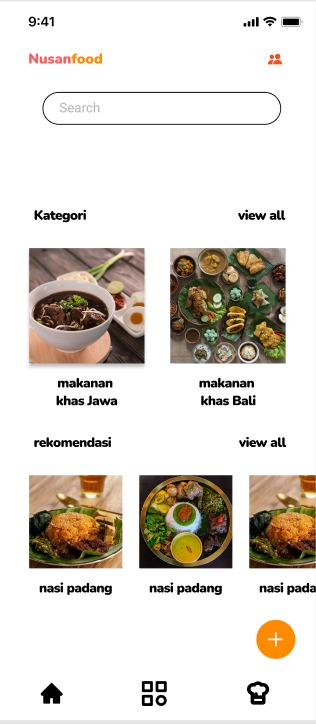 9:41
Nusanfood
Search
Kategori view all
makanan khas Jawa
makanan khas Bali
rekomendasi view all
nasi padang nasi padang nasi pada